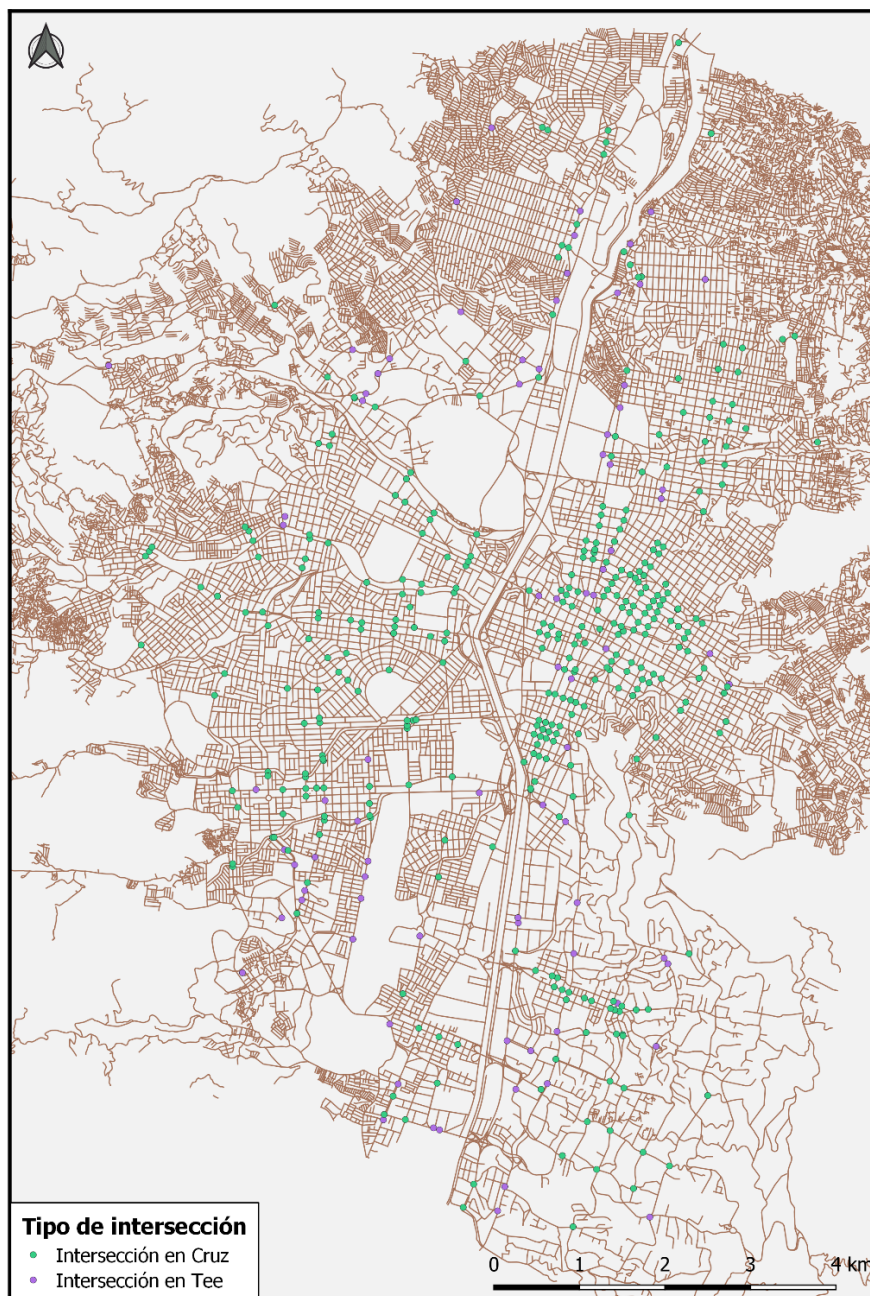 Tipo de intersección
Intersección en Cruz
Intersección en Tee
0 1 2 3 4 km